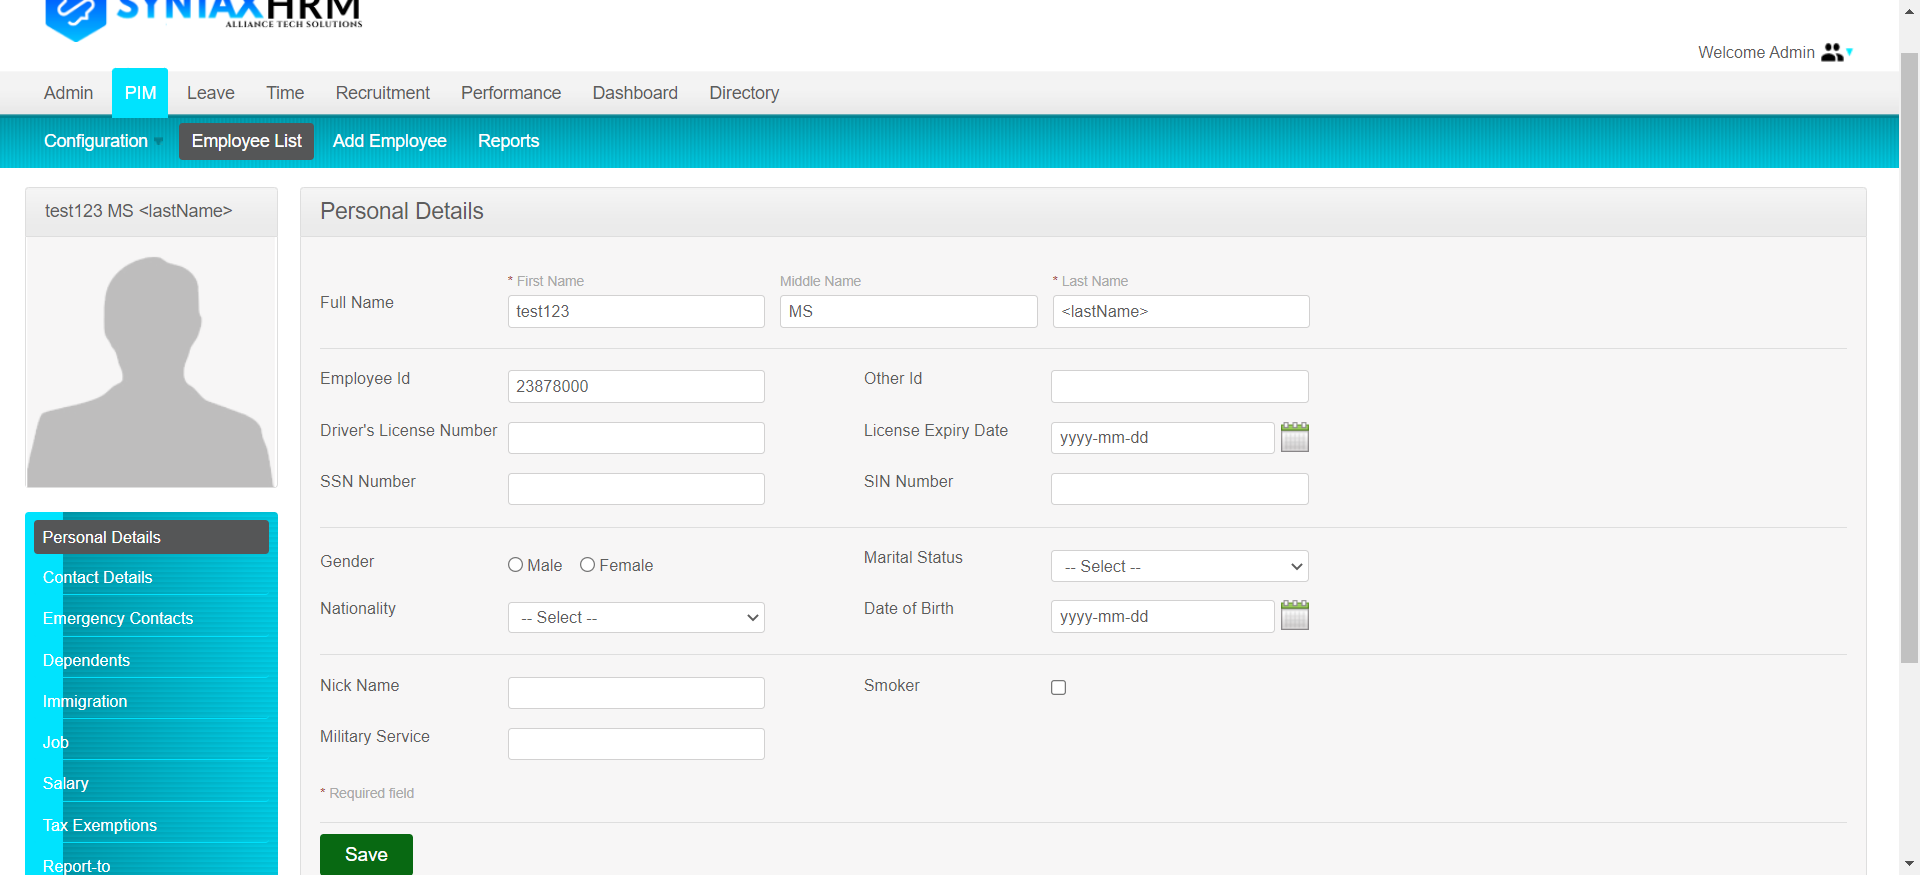 SYNTAXHRM
ALLIANCE TECH SOLUTIONS
Welcome Admin
Admin PIM Leave Time Recruitment Performance Dashboard Directory
Configuration Employee List Add Employee Reports
test123 MS <lastName>
Personal Details
Contact Details
Emergency Contacts
Dependents
Immigration
Job
Salary
Tax Exemptions
Report-to
Personal Details
* First Name Middle Name * Last Name
Full Name test123 MS <lastName>
Employee Id 23878000 Other Id
Driver's License Number License Expiry Date yyyy-mm-dd
SSN Number SIN Number
Gender Male Female Marital Status -- Select --
Nationality -- Select -- Date of Birth yyyy-mm-dd
Nick Name Smoker
Military Service
* Required field
Save